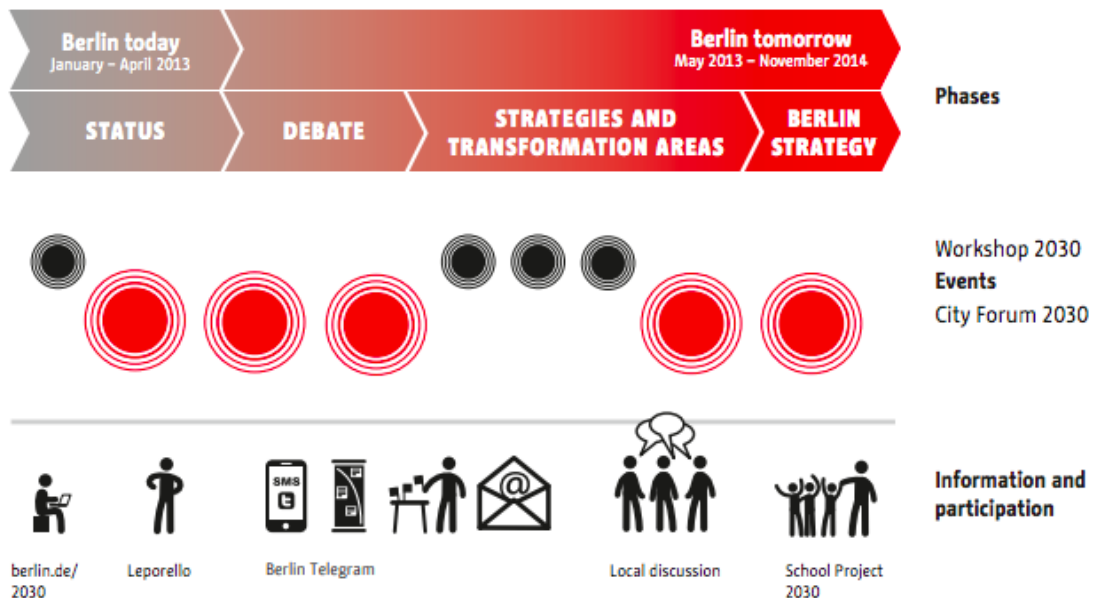 Berlin today
January – April 2013
Berlin tomorrow
May 2013 – November 2014
Phases
STATUS
DEBATE
STRATEGIES AND
TRANSFORMATION AREAS
BERLIN
STRATEGY
Workshop 2030
Events
City Forum 2030
SMS
@
Information and
participation
berlin.de/
2030
Leporello
Berlin Telegram
Local discussion
School Project
2030